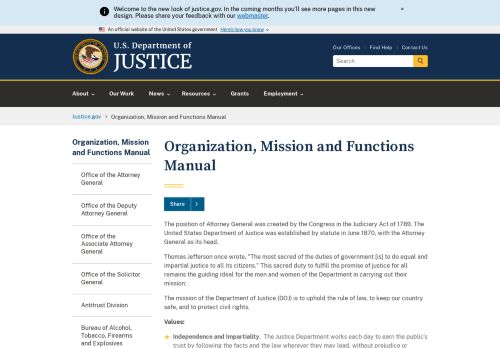 Welcome to the new look of justice.gov. In the coming months you'll see more pages in this new
design. Please share your feedback with our webmaster.
×
An official website of the United States government Here's how you know
U.S. Department of
JUSTICE
Our Offices | Find Help | Contact Us
Search
About Our Work News Resources Grants Employment
Justice.gov > Organization, Mission and Functions Manual
Organization, Mission
and Functions Manual
Office of the Attorney
General
Office of the Deputy
Attorney General
Office of the
Associate Attorney
General
Office of the Solicitor
General
Antitrust Division
Bureau of Alcohol,
Tobacco, Firearms
and Explosives
Organization, Mission and Functions
Manual
Share >
The position of Attorney General was created by the Congress in the Judiciary Act of 1789. The
United States Department of Justice was established by statute in June 1870, with the Attorney
General as its head.
Thomas Jefferson once wrote, "The most sacred of the duties of government [is] to do equal and
impartial justice to all its citizens." This sacred duty to fulfill the promise of justice for all
remains the guiding ideal for the men and women of the Department in carrying out their
mission:
The mission of the Department of Justice (DOJ) is to uphold the rule of law, to keep our country
safe, and to protect civil rights.
Values:
Independence and Impartiality. The Justice Department works each day to earn the public's
trust by following the facts and the law wherever they may lead, without prejudice or